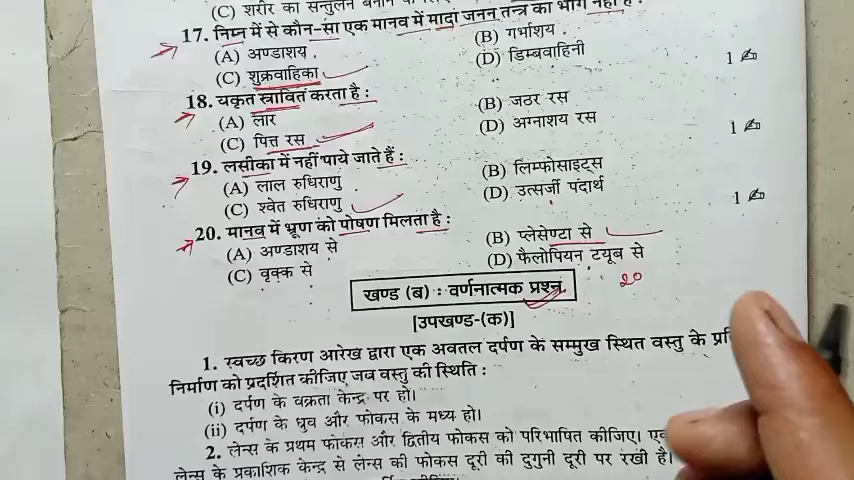 (C) शरीर का सन्तुलन बनाने के
17. निम्न में से कौन-सा एक मानव में मादा जनन तन्त्र का भाग नहीं है :
(A) अण्डाशय
(B) गर्भाशय
(C) शुक्रवाहिका
(D) डिम्बवाहिनी
1
18. यकृत स्रावित करता है :
(A) लार
(B) जठर रस
(C) पित्त रस
(D) अग्नाशय रस
1
19. लसीका में नहीं पाये जाते हैं :
(A) लाल रुधिराणु
(B) लिम्फोसाइट्स
(C) श्वेत रुधिराणु
(D) उत्सर्जी पदार्थ
1
20. मानव में भ्रूण को पोषण मिलता है :
(A) अण्डाशय से
(B) प्लेसेण्टा से
(C) वृक्क से
(D) फैलोपियन टयूब से
20
खण्ड (ब) : वर्णनात्मक प्रश्न
[उपखण्ड-(क)]
1. स्वच्छ किरण आरेख द्वारा एक अवतल दर्पण के सम्मुख स्थित वस्तु के
निर्माण को प्रदर्शित कीजिए जब वस्तु की स्थिति :
(i) दर्पण के वक्रता केन्द्र पर हो।
(ii) दर्पण के ध्रुव और फोकस के मध्य हो।
2. लेन्स के प्रथम फोकस और द्वितीय फोकस को परिभाषित कीजिए।
लेन्स के प्रकाशिक केन्द्र से लेन्स की फोकस दूरी की दुगुनी दूरी पर रखी है।